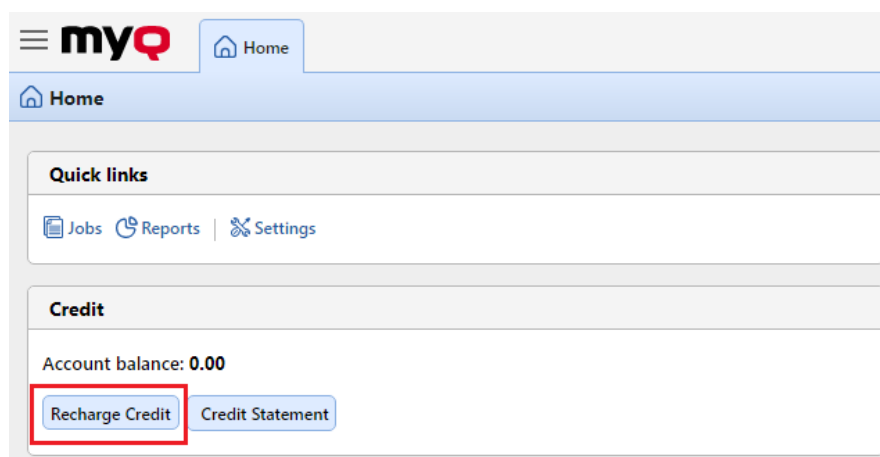 myQ Home
Home
Quick links
Jobs Reports | Settings
Credit
Account balance: 0.00
Recharge Credit Credit Statement